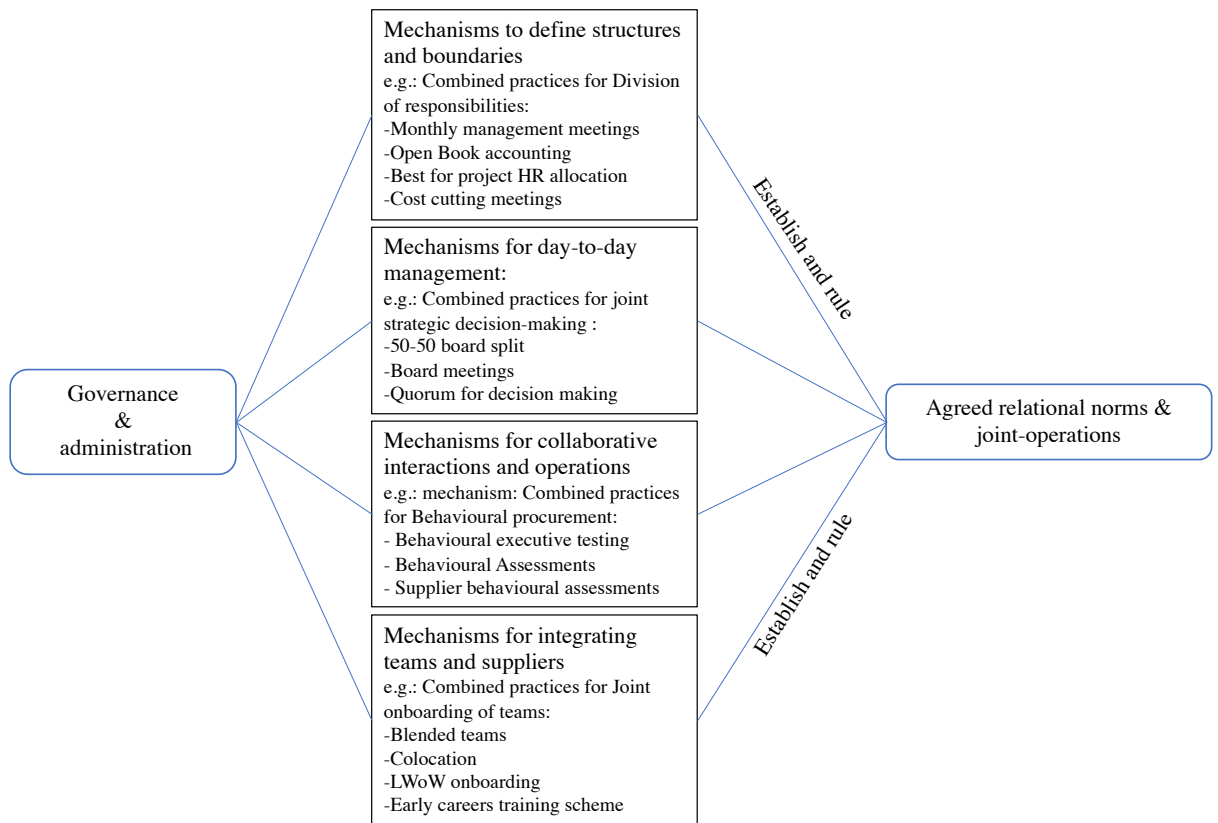 Mechanisms to define structures
and boundaries
e.g.: Combined practices for Division
of responsibilities:
-Monthly management meetings
-Open Book accounting
-Best for project HR allocation
-Cost cutting meetings
Mechanisms for day-to-day
management:
e.g.: Combined practices for joint
strategic decision-making :
-50-50 board split
-Board meetings
-Quorum for decision making
Governance
&
administration
Mechanisms for collaborative
interactions and operations
e.g.: mechanism: Combined practices
for Behavioural procurement:
- Behavioural executive testing
- Behavioural Assessments
- Supplier behavioural assessments
Mechanisms for integrating
teams and suppliers
e.g.: Combined practices for Joint
onboarding of teams:
-Blended teams
-Colocation
-LWoW onboarding
-Early careers training scheme
Establish and rule
Establish and rule
Agreed relational norms &
joint-operations